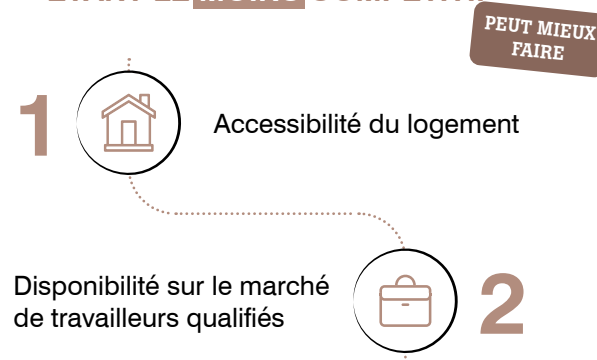 PEUT MIEUX
FAIRE
1
Accessibilité du logement
Disponibilité sur le marché
de travailleurs qualifiés
2